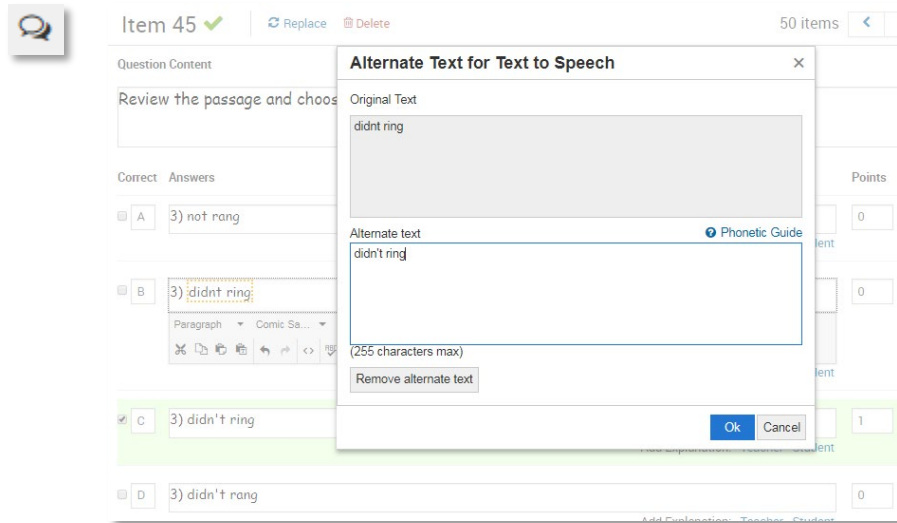 Item 45
Replace
Delete
50 items
Question Content
Review the passage and choos
Correct Answers
Points
A
3) not rang
0
B
3) didnt ring
0
Paragraph
Comic Sa...
C
3) didn't ring
1
D
3) didn't rang
0
Add Explanation: Teacher Student
Alternate Text for Text to Speech
Original Text
didnt ring
Alternate text
Phonetic Guide
didn't ring
(255 characters max)
Remove alternate text
Ok
Cancel